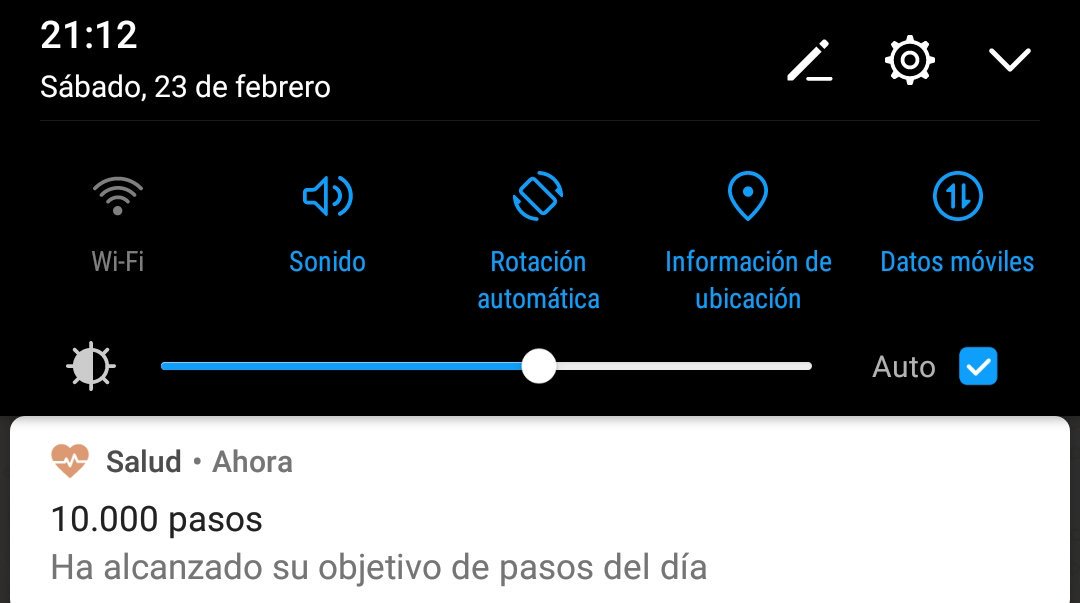 21:12
Sábado, 23 de febrero
Wi-Fi
Sonido
Rotación
automática
Información de
ubicación
Datos móviles
Auto
Salud • Ahora
10.000 pasos
Ha alcanzado su objetivo de pasos del día